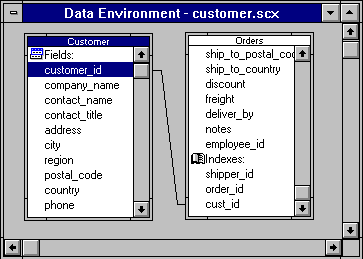 Data Environment - customer.scx
Customer
Fields:
customer_id
company_name
contact_name
contact_title
address
city
region
postal_code
country
phone
Orders
ship_to_postal_co
ship_to_country
discount
freight
deliver_by
notes
employee_id
Indexes:
shipper_id
order_id
cust_id